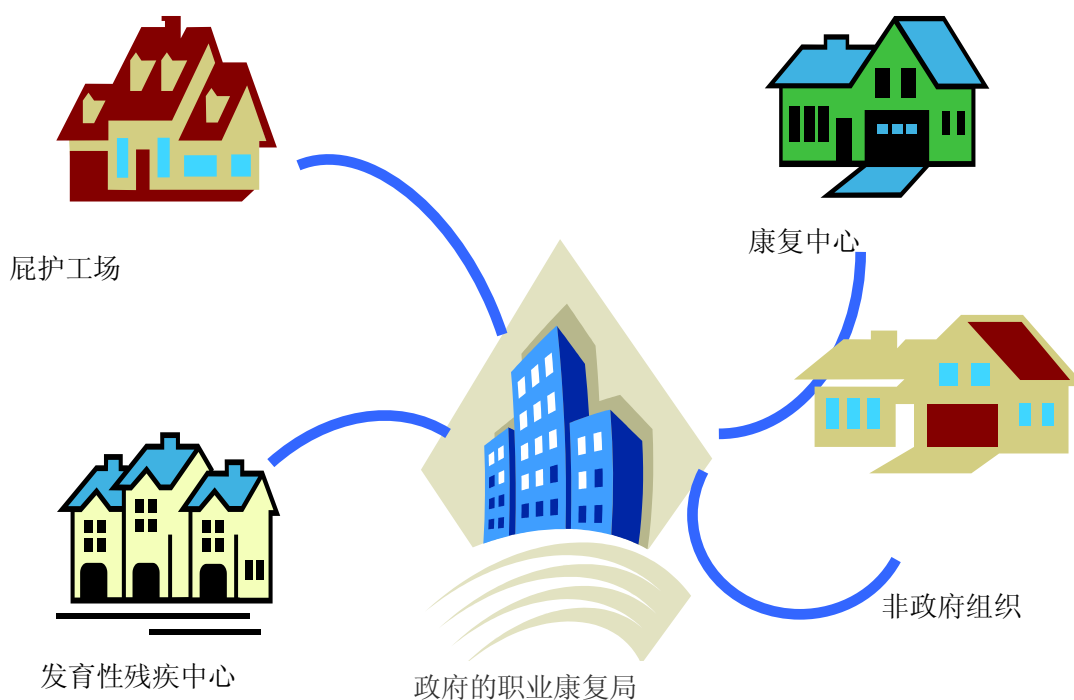 康复中心
屁护工场
非政府组织
发育性残疾中心
政府的职业康复局